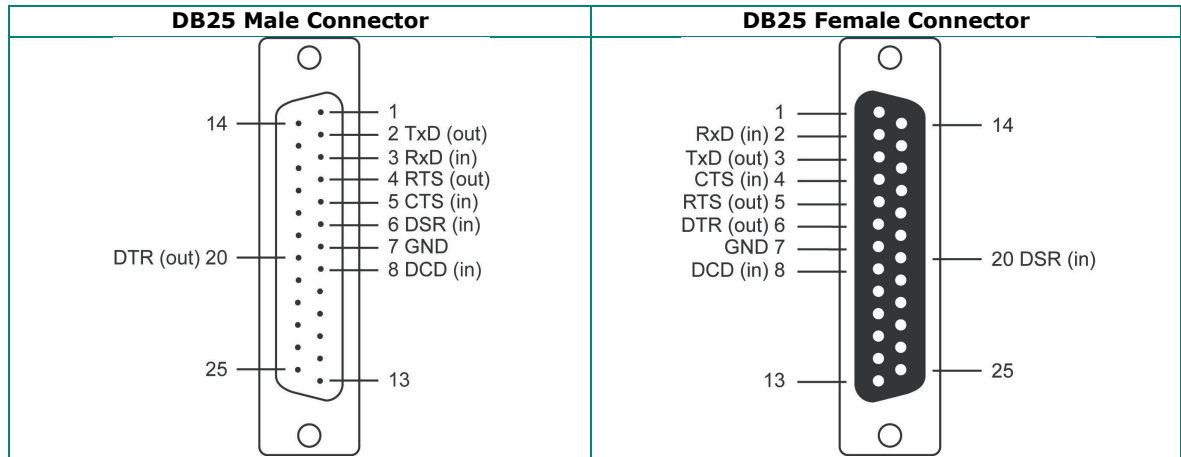 DB25 Male Connector
14
DTR (out) 20
25
1
2 TxD (out)
3 RxD (in)
4 RTS (out)
5 CTS (in)
6 DSR (in)
7 GND
8 DCD (in)
13
DB25 Female Connector
1
RxD (in) 2
TxD (out) 3
CTS (in) 4
RTS (out) 5
DTR (out) 6
GND 7
DCD (in) 8
13
14
20 DSR (in)
25